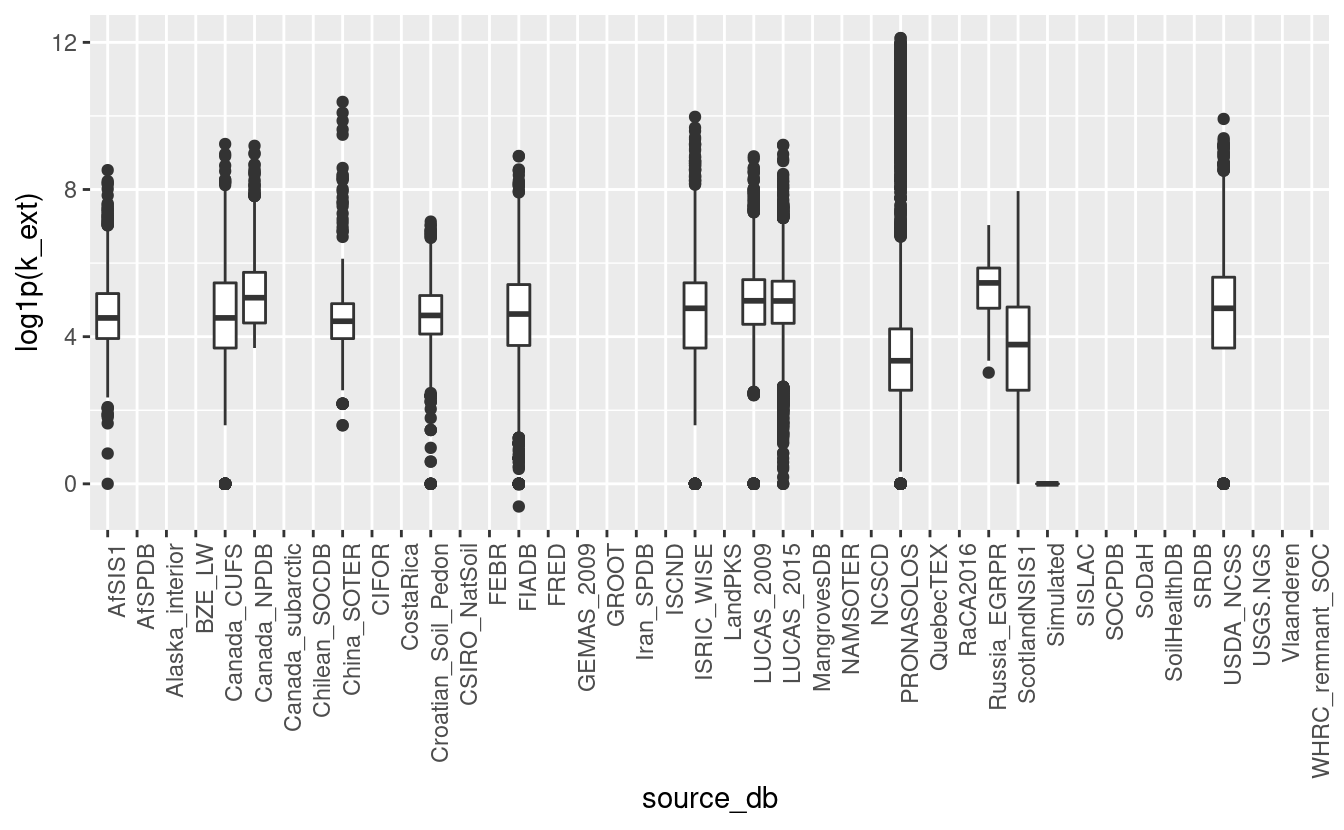 12
8
4
0
log1p(k_ext)
AfSIS1
AfSPDB
Alaska_interior
BZE_LW
Canada_CUFS
Canada_NPDB
Canada_subarctic
Chilean_SOCDB
China_SOTER
CIFOR
CostaRica
Croatian_Soil_Pedon
CSIRO_NatSoil
FEBR
FIADB
FRED
GEMAS_2009
GROOT
Iran_SPDB
ISCND
ISRIC_WISE
LandPKS
LUCAS_2009
LUCAS_2015
MangrovesDB
NAMSOTER
NCSCD
PRONASOLOS
QuebecTEX
RaCA2016
Russia_EGRPR
ScotlandNSIS1
Simulated
SISLAC
SOCPDB
SoDaH
SoilHealthDB
SRDB
USDA_NCSS
USGS.NGS
Vlaanderen
WHRC_remnant_SOC
source_db